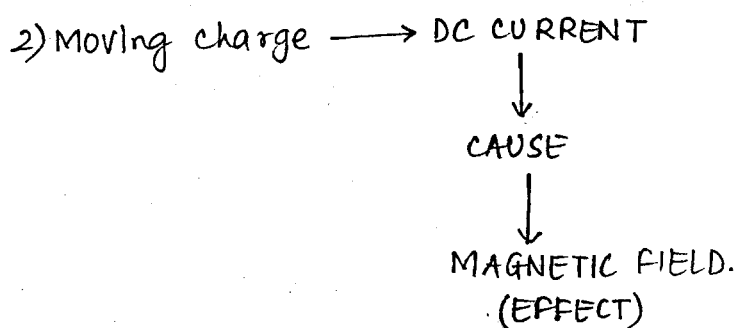 2) Moving charge → DC CURRENT
↓
CAUSE
↓
MAGNETIC FIELD.
(EFFECT)